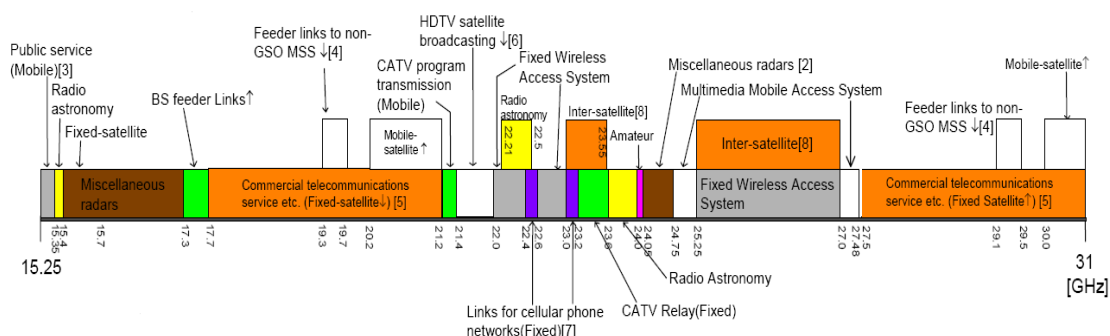 Public service
(Mobile)[3]
Radio
astronomy
Fixed-satellite
BS feeder Links↑
Feeder links to non-
GSO MSS ↓[4]
Mobile-
satellite ↑
CATV program
transmission
(Mobile)
HDTV satellite
broadcasting ↓[6]
Fixed Wireless
Access System
Radio
astronomy
22.21
22.5
Inter-satellite[8]
23.55
Amateur
Miscellaneous radars [2]
Multimedia Mobile Access System
Inter-satellite[8]
Feeder links to non-
GSO MSS ↓[4]
Mobile-satellite↑
Miscellaneous
radars
Commercial telecommunications
service etc. (Fixed-satellite↓) [5]
Fixed Wireless Access
System
Commercial telecommunications
service etc. (Fixed Satellite↑) [5]
15.25
15.35
15.4
15.7
17.3
17.7
19.3
19.7
20.2
21.2
21.4
22.0
22.4
22.6
23.0
23.2
23.6
24.0
24.05
24.75
25.25
27.0
27.48
27.5
29.1
29.5
30.0
31
[GHz]
Radio Astronomy
CATV Relay(Fixed)
Links for cellular phone
networks(Fixed)[7]